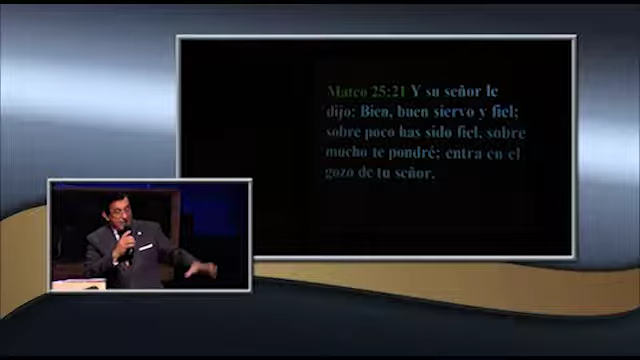 Mateo 25:21 Y su señor le
dijo: Bien, buen siervo y fiel;
sobre poco has sido fiel, sobre
mucho te pondré; entra en el
gozo de tu señor.